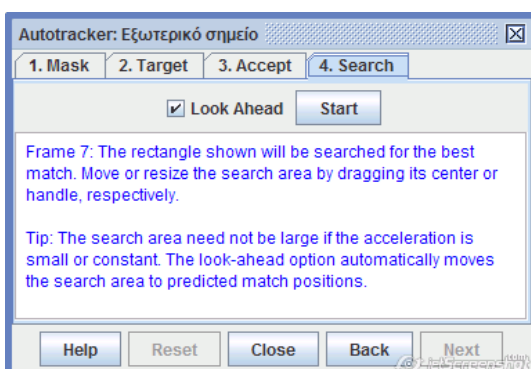 Autotracker: Εξωτερικό σημείο
1. Mask 2. Target 3. Accept 4. Search
Look Ahead Start
Frame 7: The rectangle shown will be searched for the best
match. Move or resize the search area by dragging its center or
handle, respectively.
Tip: The search area need not be large if the acceleration is
small or constant. The look-ahead option automatically moves
the search area to predicted match positions.
Help Reset Close Back Next